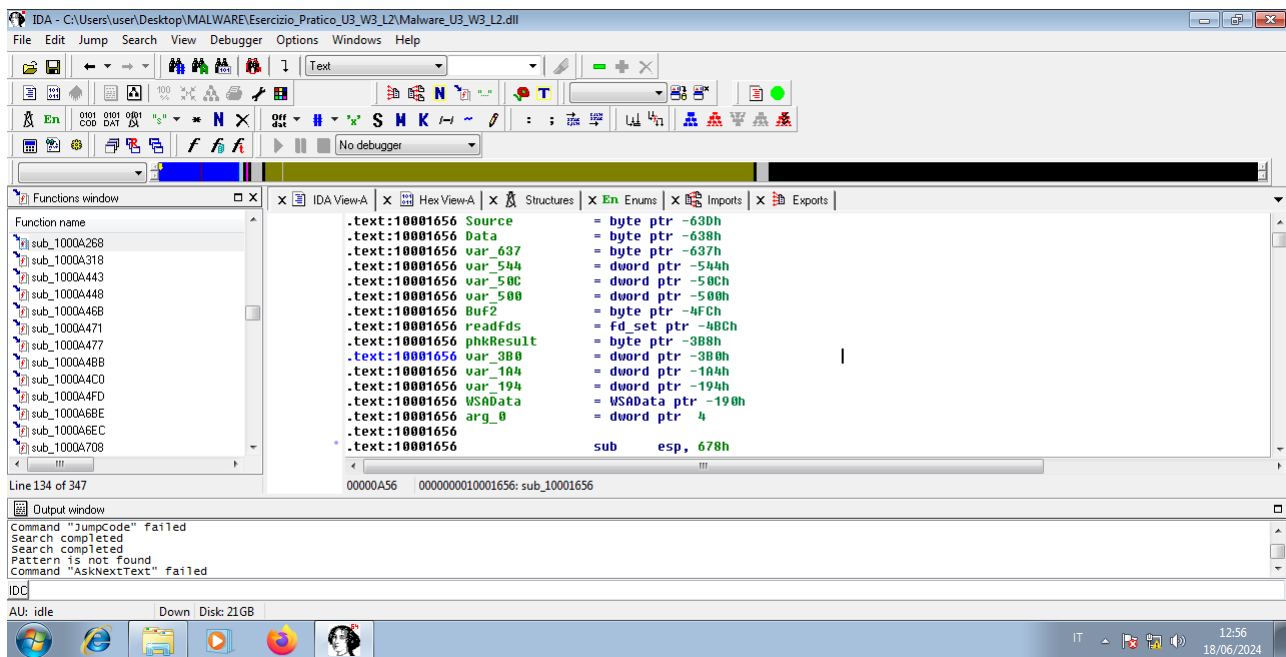 IDA - C:\Users\user\Desktop\MALWARE\Esercizio_Pratico_U3_W3_L2\Malware_U3_W3_L2.dll
File Edit Jump Search View Debugger Options Windows Help
Text
En
No debugger
Functions window
IDA View-A Hex View-A Structures En Enums Imports Exports
Function name
sub_1000A268
sub_1000A318
sub_1000A443
sub_1000A448
sub_1000A46B
sub_1000A471
sub_1000A477
sub_1000A4BB
sub_1000A4C0
sub_1000A4FD
sub_1000A6BE
sub_1000A6EC
sub_1000A708
Line 134 of 347
.text:10001656 Source = byte ptr -63Dh
.text:10001656 Data = byte ptr -638h
.text:10001656 var_637 = byte ptr -637h
.text:10001656 var_544 = dword ptr -544h
.text:10001656 var_50C = dword ptr -50Ch
.text:10001656 var_500 = dword ptr -500h
.text:10001656 Buf2 = byte ptr -4FCh
.text:10001656 readfds = fd_set ptr -4BCh
.text:10001656 phkResult = byte ptr -3B8h
.text:10001656 var_3B0 = dword ptr -3B0h
.text:10001656 var_1A4 = dword ptr -1A4h
.text:10001656 var_194 = dword ptr -194h
.text:10001656 WSAData = WSAData ptr -190h
.text:10001656 arg_0 = dword ptr 4
.text:10001656
.text:10001656 sub esp, 678h
00000A56 0000000010001656: sub_10001656
Output window
Command "JumpCode" failed
Search completed
Search completed
Pattern is not found
Command "AskNextText" failed
IDC
AU: idle Down Disk: 21GB
IT 12:56
18/06/2024